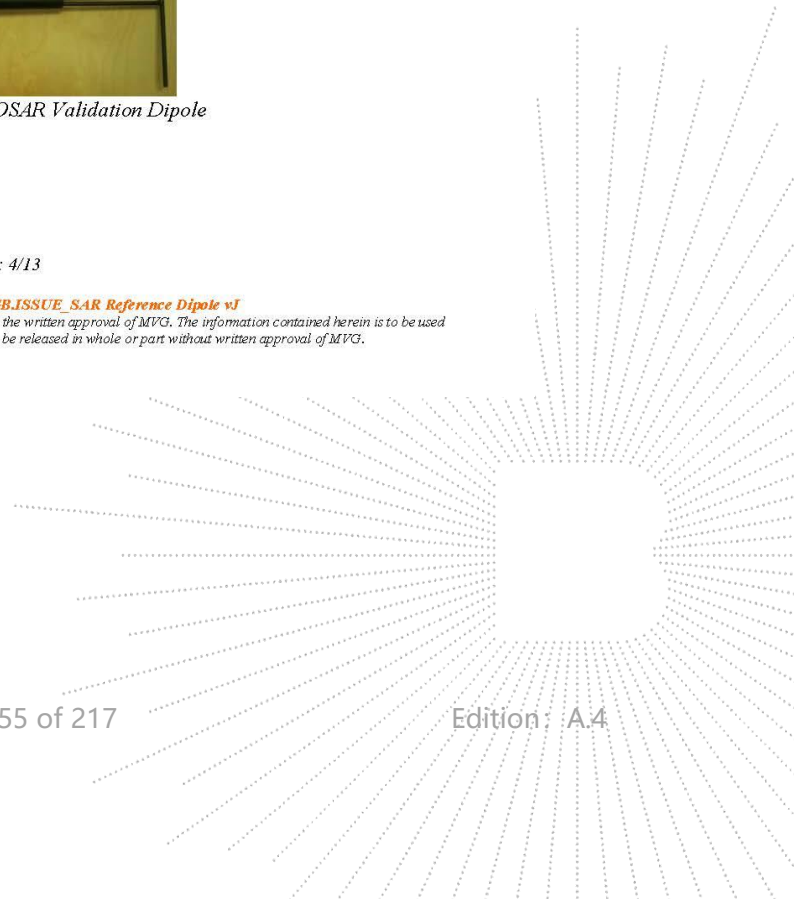 OSAR Validation Dipole
: 4/13
B.ISSUE_SAR Reference Dipole vJ
the written approval of MVG. The information contained herein is to be used
be released in whole or part without written approval of MVG.
55 of 217 Edition: A.4